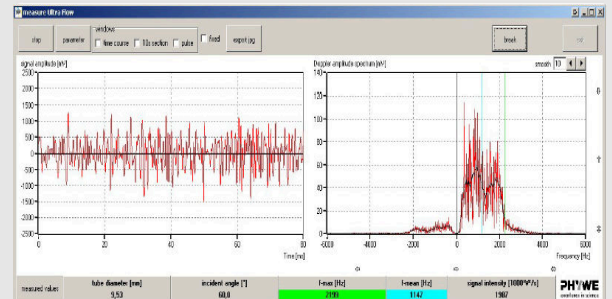 measure Ultra Flow
stop
parameter
windows
time course
10s section
pulse
fixed
export jpg
break
signal amplitude [mV]
Doppler amplitude spectrum [mV]
smooth
10
2500
2000
1500
1000
500
0
-500
-1000
-1500
-2000
-2500
0
20
40
60
80
Time [ms]
140
120
100
80
60
40
20
0
-6000
-4000
-2000
0
2000
4000
6000
Frequency [Hz]
measured values
tube diameter [mm]
9,53
incident angle [°]
60,0
f-max [Hz]
2199
f-mean [Hz]
1147
signal intensity [1000*V²/s]
1987
PHYWE